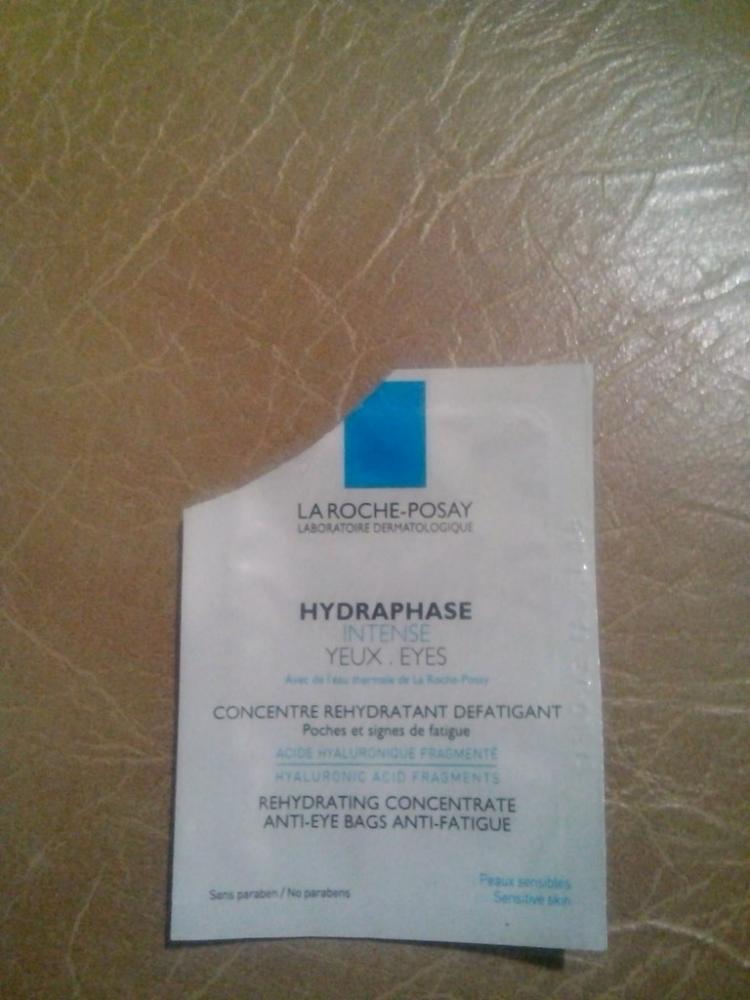 LA ROCHE-POSAY
LABORATOIRE DERMATOLOGIQUE
HYDRAPHASE
INTENSE
YEUX . EYES
Avec de l'eau thermale de La Roche-Posay
CONCENTRE REHYDRATANT DEFATIGANT
Poches et signes de fatigue
ACIDE HYALURONIQUE FRAGMENTÉ
HYALURONIC ACID FRAGMENTS
REHYDRATING CONCENTRATE
ANTI-EYE BAGS ANTI-FATIGUE
Sans paraben / No parabens
Peaux sensibles
Sensitive skin